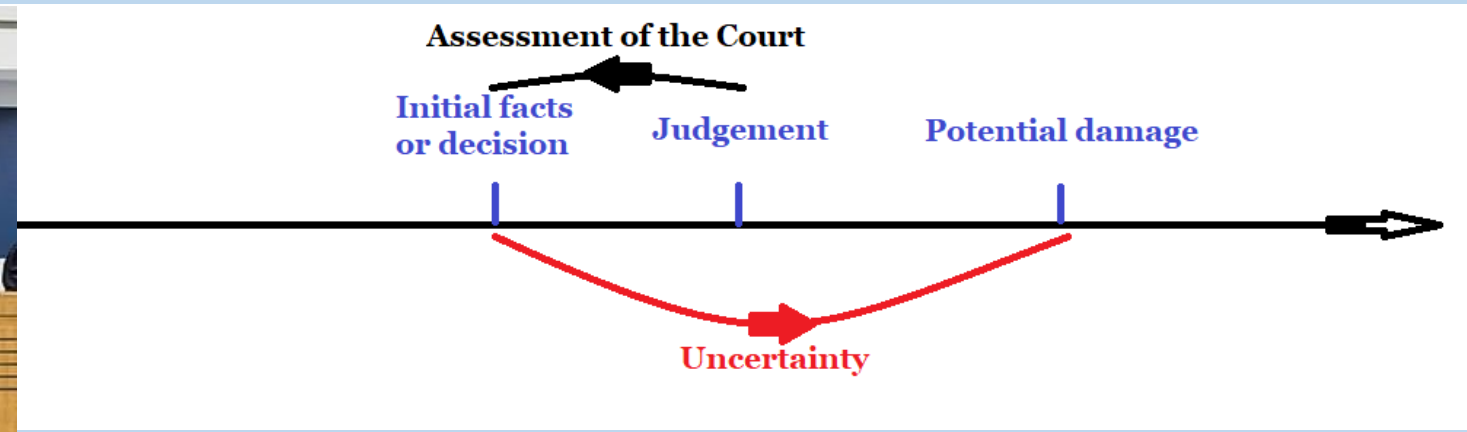 Assessment of the Court
Initial facts
or decision
Judgement
Potential damage
Uncertainty